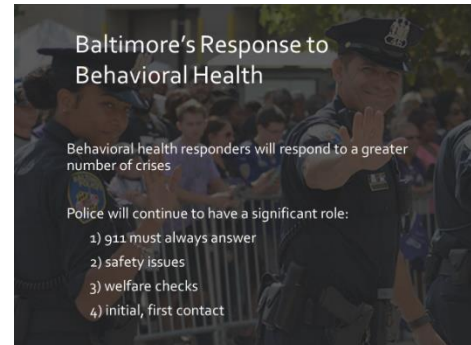 Baltimore's Response to
Behavioral Health
Behavioral health responders will respond to a greater
number of crises
Police will continue to have a significant role:
1) 911 must always answer
2) safety issues
3) welfare checks
4) initial, first contact